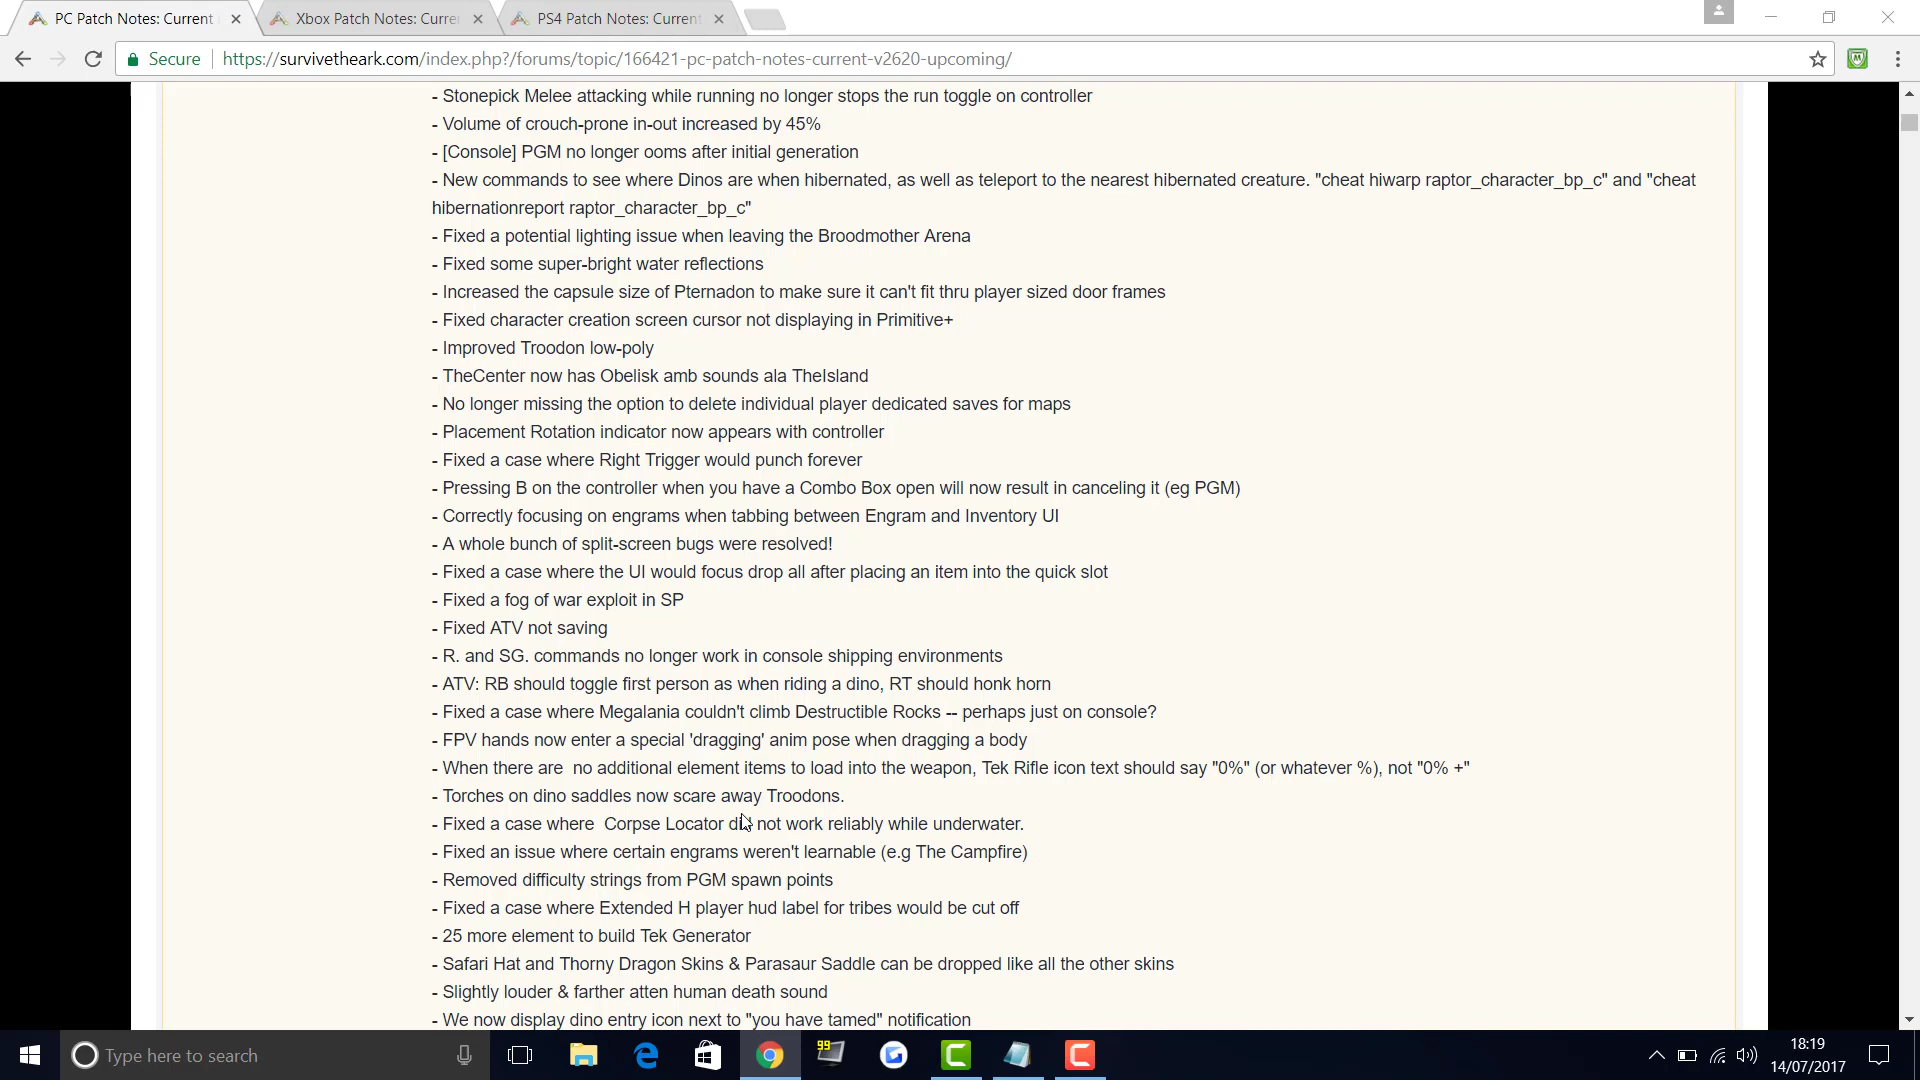 PC Patch Notes: Current
Xbox Patch Notes: Curre
PS4 Patch Notes: Current
Secure
https://survivetheark.com/index.php?/forums/topic/166421-pc-patch-notes-current-v2620-upcoming/
- Stonepick Melee attacking while running no longer stops the run toggle on controller
- Volume of crouch-prone in-out increased by 45%
- [Console] PGM no longer ooms after initial generation
- New commands to see where Dinos are when hibernated, as well as teleport to the nearest hibernated creature. "cheat hiwarp raptor_character_bp_c" and "cheat
hibernationreport raptor_character_bp_c"
- Fixed a potential lighting issue when leaving the Broodmother Arena
- Fixed some super-bright water reflections
- Increased the capsule size of Pternadon to make sure it can't fit thru player sized door frames
- Fixed character creation screen cursor not displaying in Primitive+
- Improved Troodon low-poly
- TheCenter now has Obelisk amb sounds ala TheIsland
- No longer missing the option to delete individual player dedicated saves for maps
- Placement Rotation indicator now appears with controller
- Fixed a case where Right Trigger would punch forever
- Pressing B on the controller when you have a Combo Box open will now result in canceling it (eg PGM)
- Correctly focusing on engrams when tabbing between Engram and Inventory UI
- A whole bunch of split-screen bugs were resolved!
- Fixed a case where the UI would focus drop all after placing an item into the quick slot
- Fixed a fog of war exploit in SP
- Fixed ATV not saving
- R. and SG. commands no longer work in console shipping environments
- ATV: RB should toggle first person as when riding a dino, RT should honk horn
- Fixed a case where Megalania couldn't climb Destructible Rocks -- perhaps just on console?
- FPV hands now enter a special 'dragging' anim pose when dragging a body
- When there are  no additional element items to load into the weapon, Tek Rifle icon text should say "0%" (or whatever %), not "0% +"
- Torches on dino saddles now scare away Troodons.
- Fixed a case where  Corpse Locator did not work reliably while underwater.
- Fixed an issue where certain engrams weren't learnable (e.g The Campfire)
- Removed difficulty strings from PGM spawn points
- Fixed a case where Extended H player hud label for tribes would be cut off
- 25 more element to build Tek Generator
- Safari Hat and Thorny Dragon Skins & Parasaur Saddle can be dropped like all the other skins
- Slightly louder & farther atten human death sound
- We now display dino entry icon next to "you have tamed" notification
Type here to search
99
18:19
14/07/2017